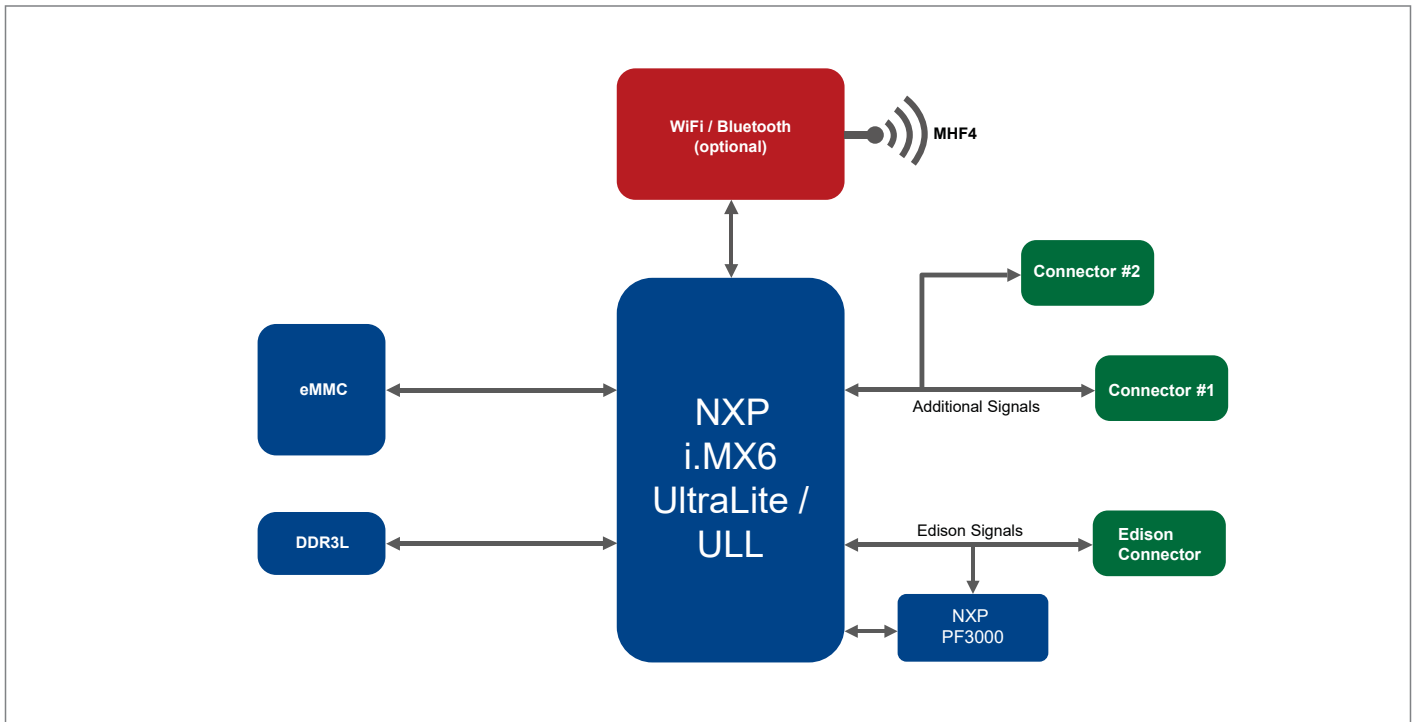 WiFi / Bluetooth
(optional)
MHF4
Connector #2
eMMC
NXP
i.MX6
UltraLite /
ULL
Connector #1
Additional Signals
DDR3L
Edison Signals
Edison
Connector
NXP
PF3000